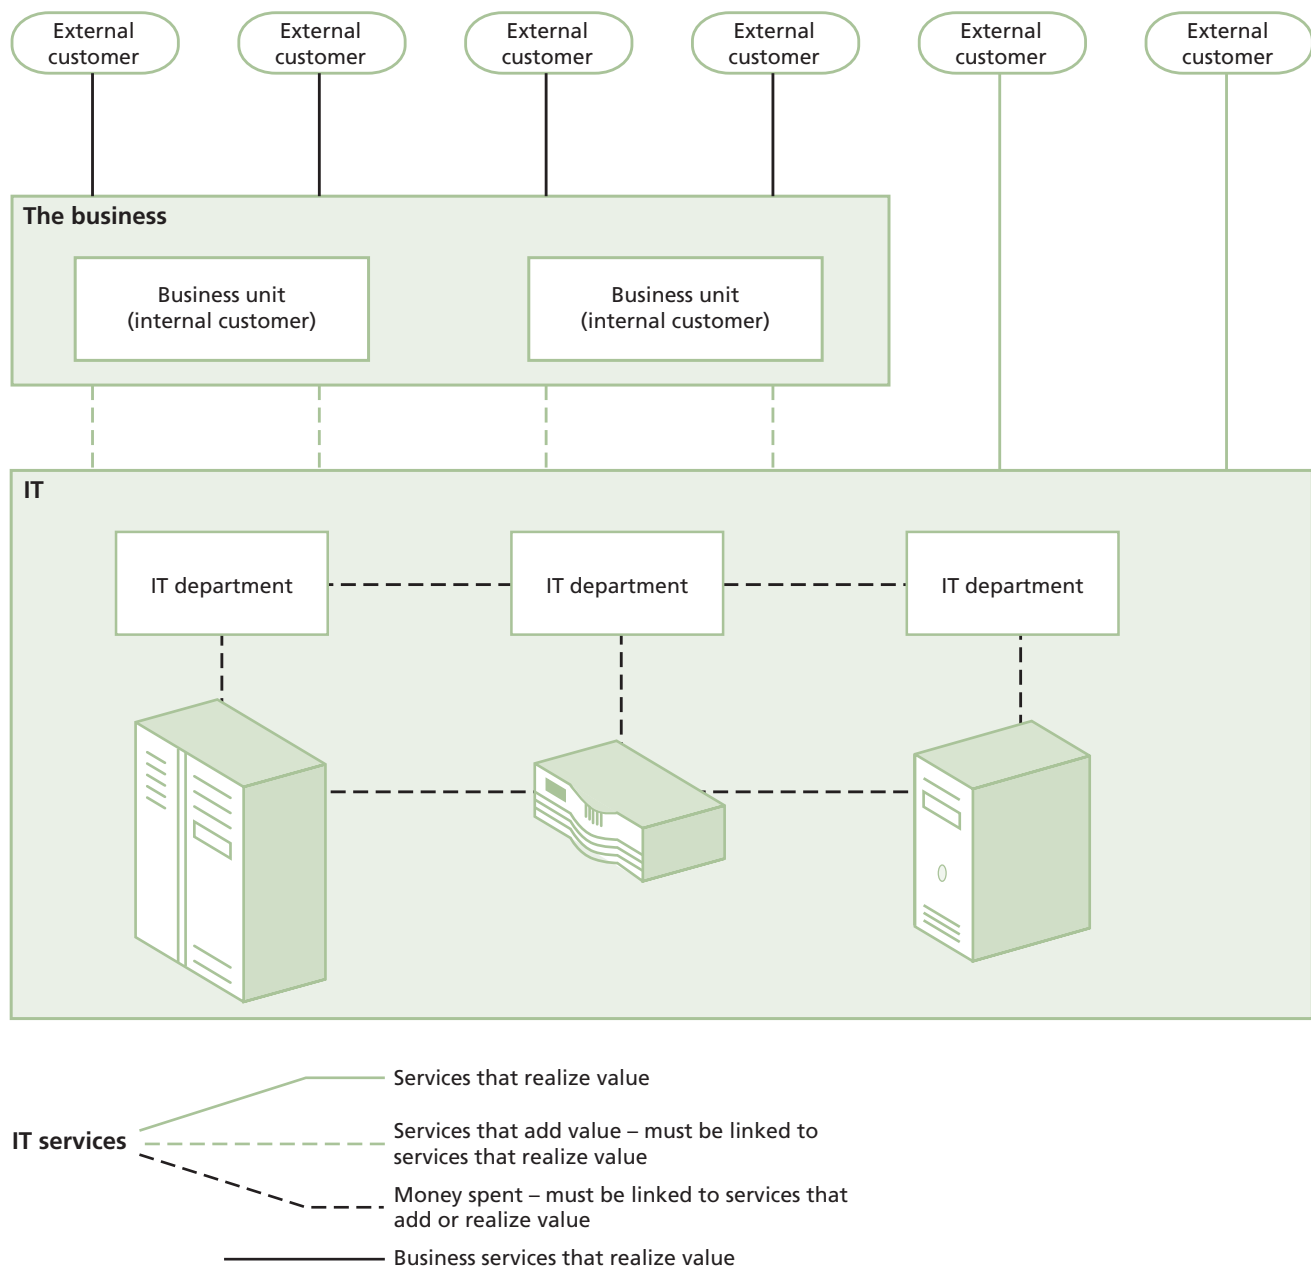 External
customer
External
customer
External
customer
External
customer
External
customer
External
customer
The business
Business unit
(internal customer)
Business unit
(internal customer)
IT
IT department
IT department
IT department
Services that realize value
IT services
Services that add value – must be linked to
services that realize value
Money spent – must be linked to services that
add or realize value
Business services that realize value